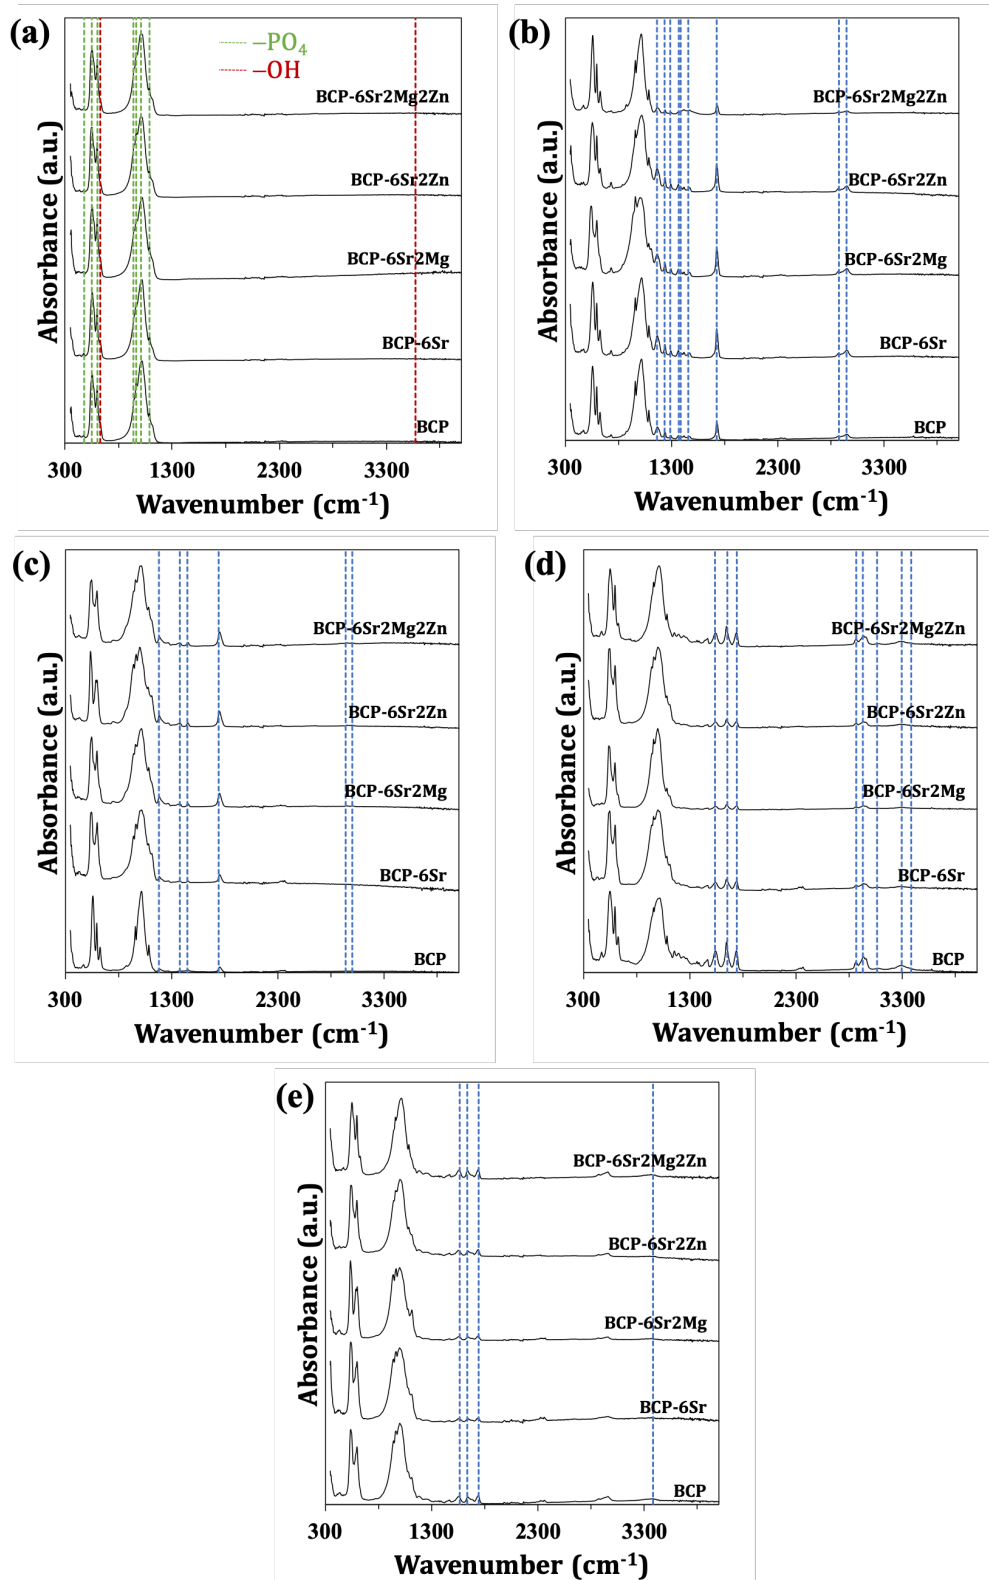 (a)
–PO4
–OH
BCP-6Sr2Mg2Zn
BCP-6Sr2Zn
BCP-6Sr2Mg
BCP-6Sr
BCP
Absorbance (a.u.)
300 1300 2300 3300
Wavenumber (cm-1)
(b)
BCP-6Sr2Mg2Zn
BCP-6Sr2Zn
BCP-6Sr2Mg
BCP-6Sr
BCP
Absorbance (a.u.)
300 1300 2300 3300
Wavenumber (cm-1)
(c)
BCP-6Sr2Mg2Zn
BCP-6Sr2Zn
BCP-6Sr2Mg
BCP-6Sr
BCP
Absorbance (a.u.)
300 1300 2300 3300
Wavenumber (cm-1)
(d)
BCP-6Sr2Mg2Zn
BCP-6Sr2Zn
BCP-6Sr2Mg
BCP-6Sr
BCP
Absorbance (a.u.)
300 1300 2300 3300
Wavenumber (cm-1)
(e)
BCP-6Sr2Mg2Zn
BCP-6Sr2Zn
BCP-6Sr2Mg
BCP-6Sr
BCP
Absorbance (a.u.)
300 1300 2300 3300
Wavenumber (cm-1)